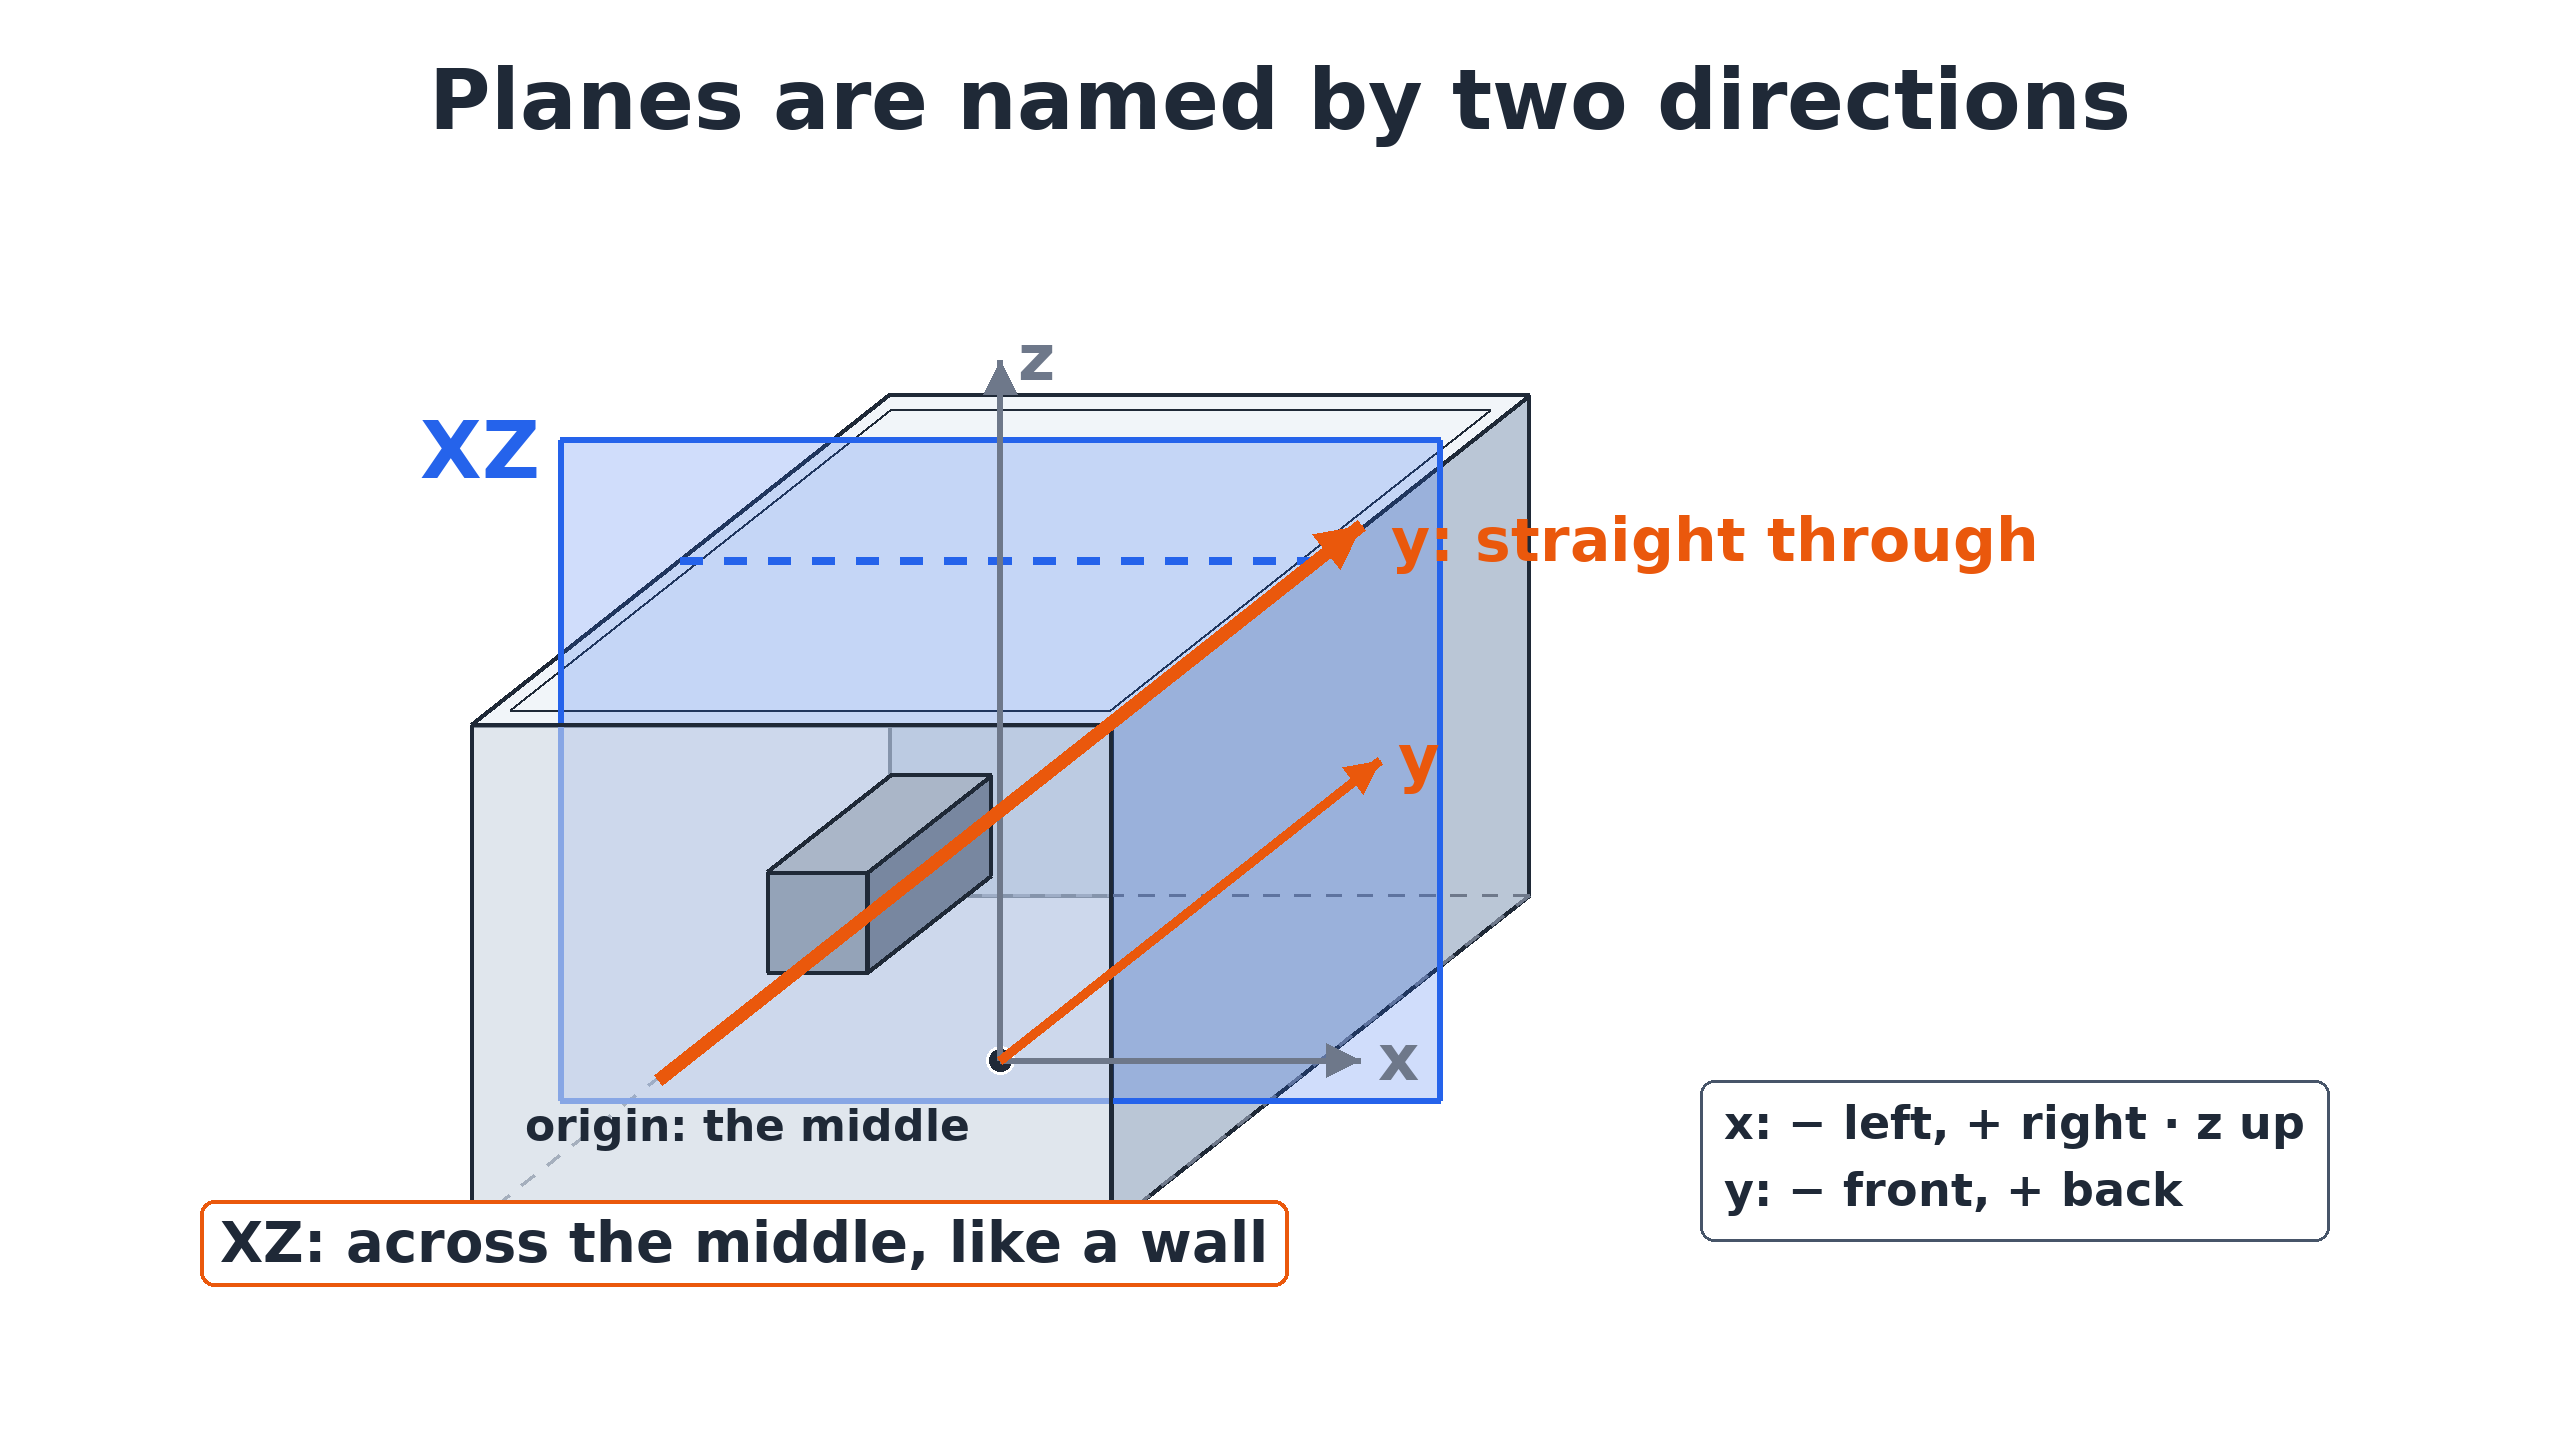 Planes are named by two directions
z
XZ
y: straight through
y
x
origin: the middle
x: − left, + right · z up
y: − front, + back
XZ: across the middle, like a wall